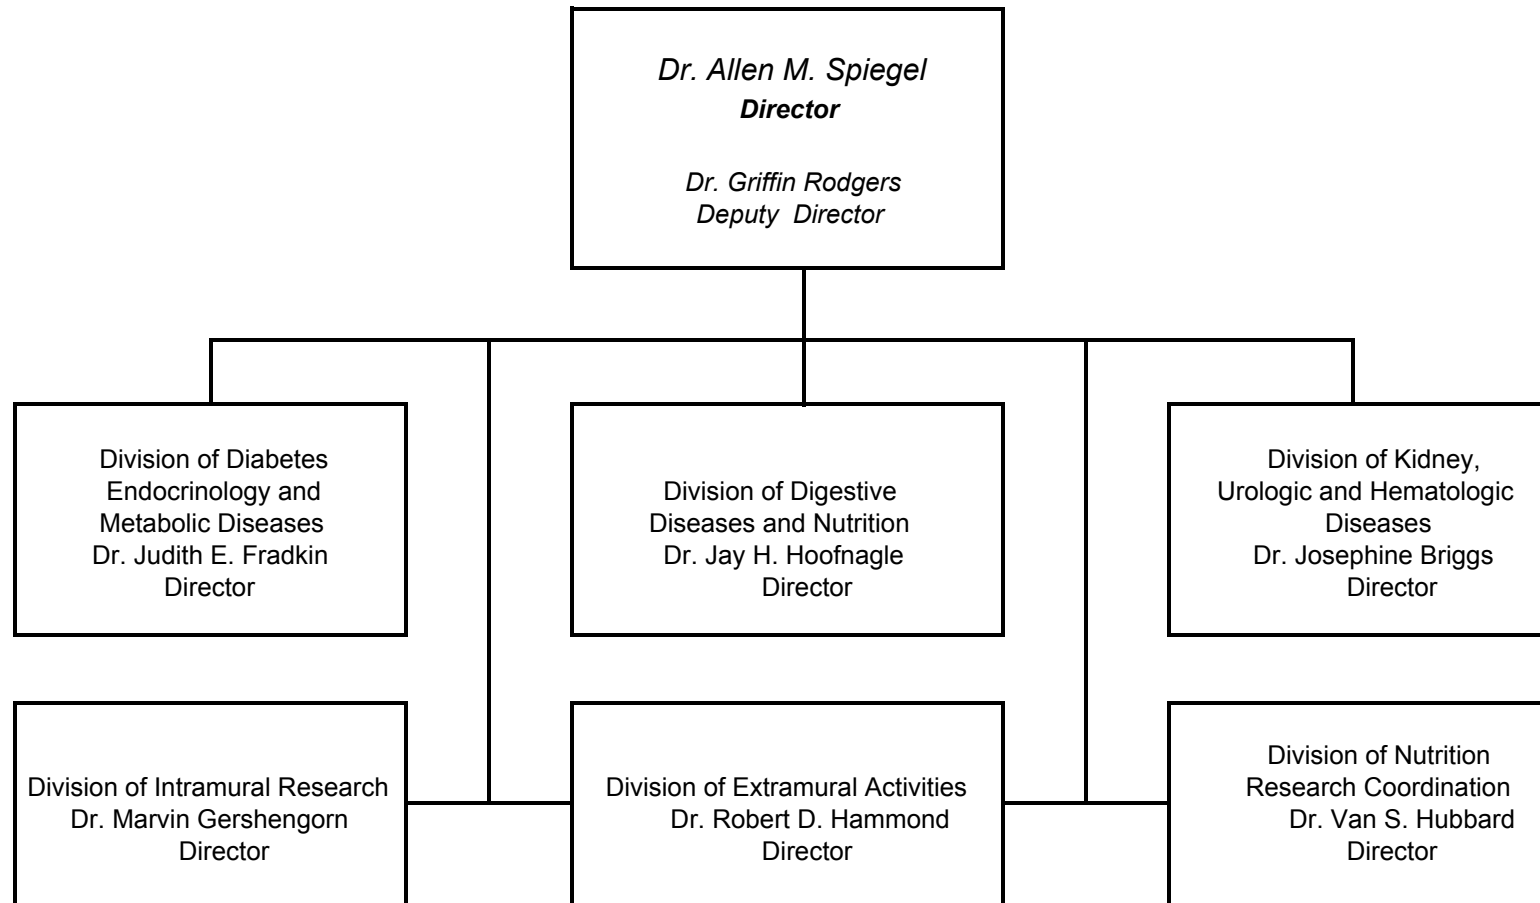 Dr. Allen M. Spiegel
Director
Dr. Griffin Rodgers
Deputy Director
Division of Diabetes
Endocrinology and
Metabolic Diseases
Dr. Judith E. Fradkin
Director
Division of Digestive
Diseases and Nutrition
Dr. Jay H. Hoofnagle
Director
Division of Kidney,
Urologic and Hematologic
Diseases
Dr. Josephine Briggs
Director
Division of Intramural Research
Dr. Marvin Gershengorn
Director
Division of Extramural Activities
Dr. Robert D. Hammond
Director
Division of Nutrition
Research Coordination
Dr. Van S. Hubbard
Director